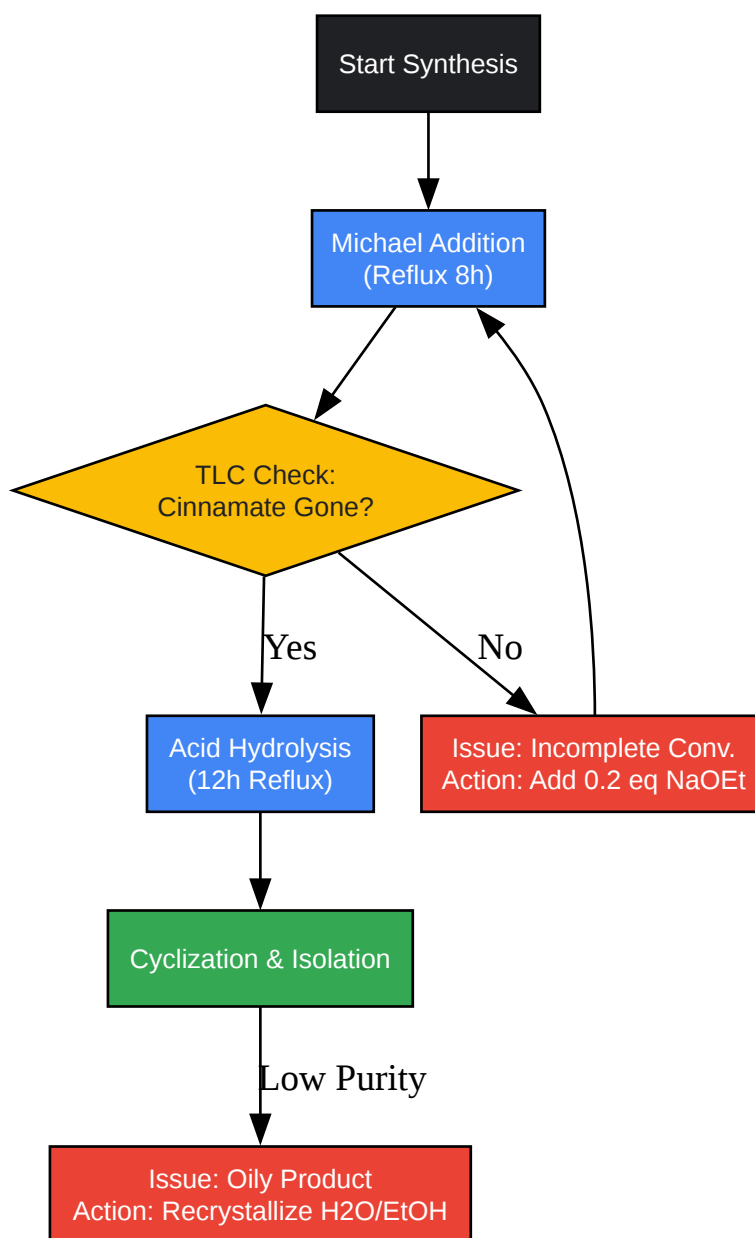 Start Synthesis
Michael Addition
(Reflux 8h)
TLC Check:
Cinnamate Gone?
Yes
No
Acid Hydrolysis
(12h Reflux)
Issue: Incomplete Conv.
Action: Add 0.2 eq NaOEt
Cyclization & Isolation
Low Purity
Issue: Oily Product
Action: Recrystallize H2O/EtOH